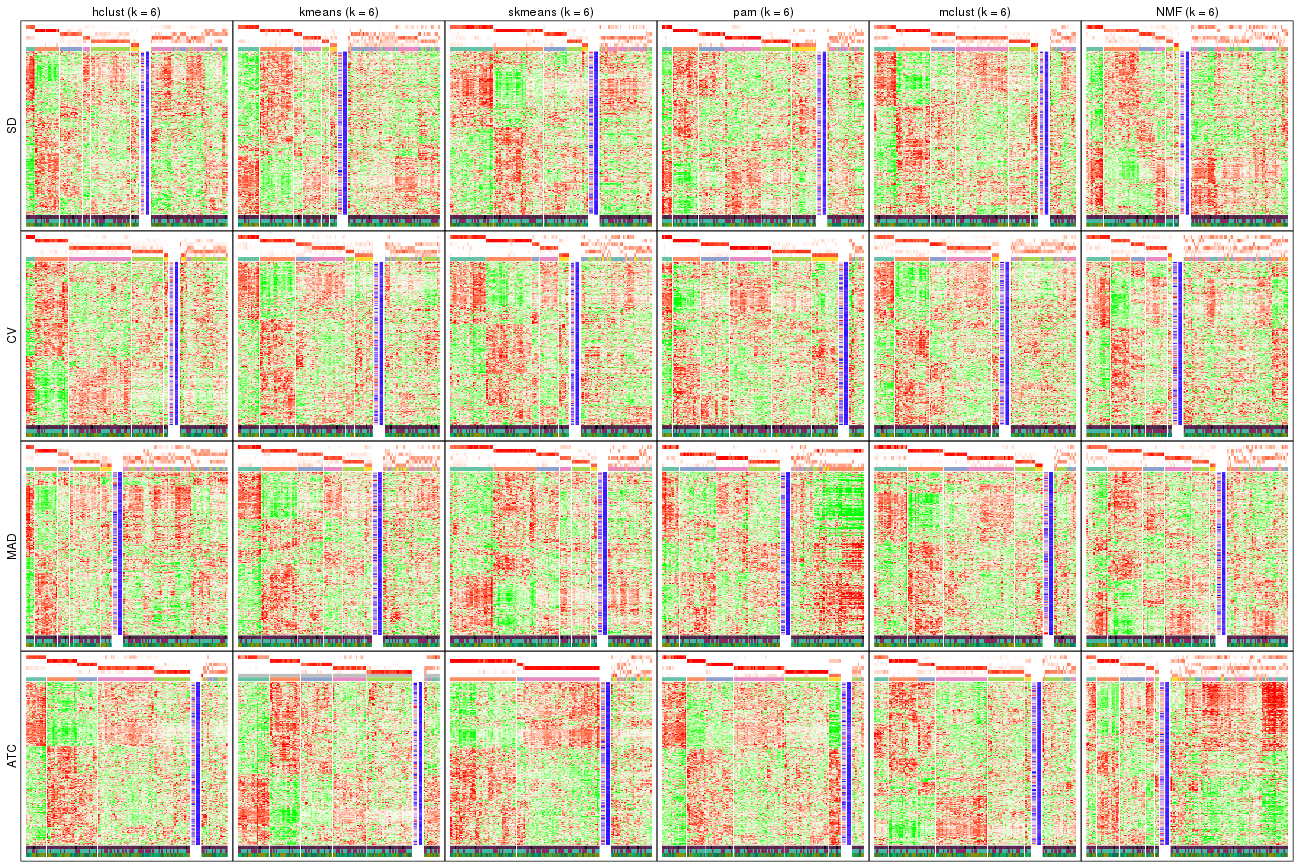 hclust (k = 6) kmeans (k = 6) skmeans (k = 6) pam (k = 6) mclust (k = 6) NMF (k = 6)
SD
CV
MAD
ATC